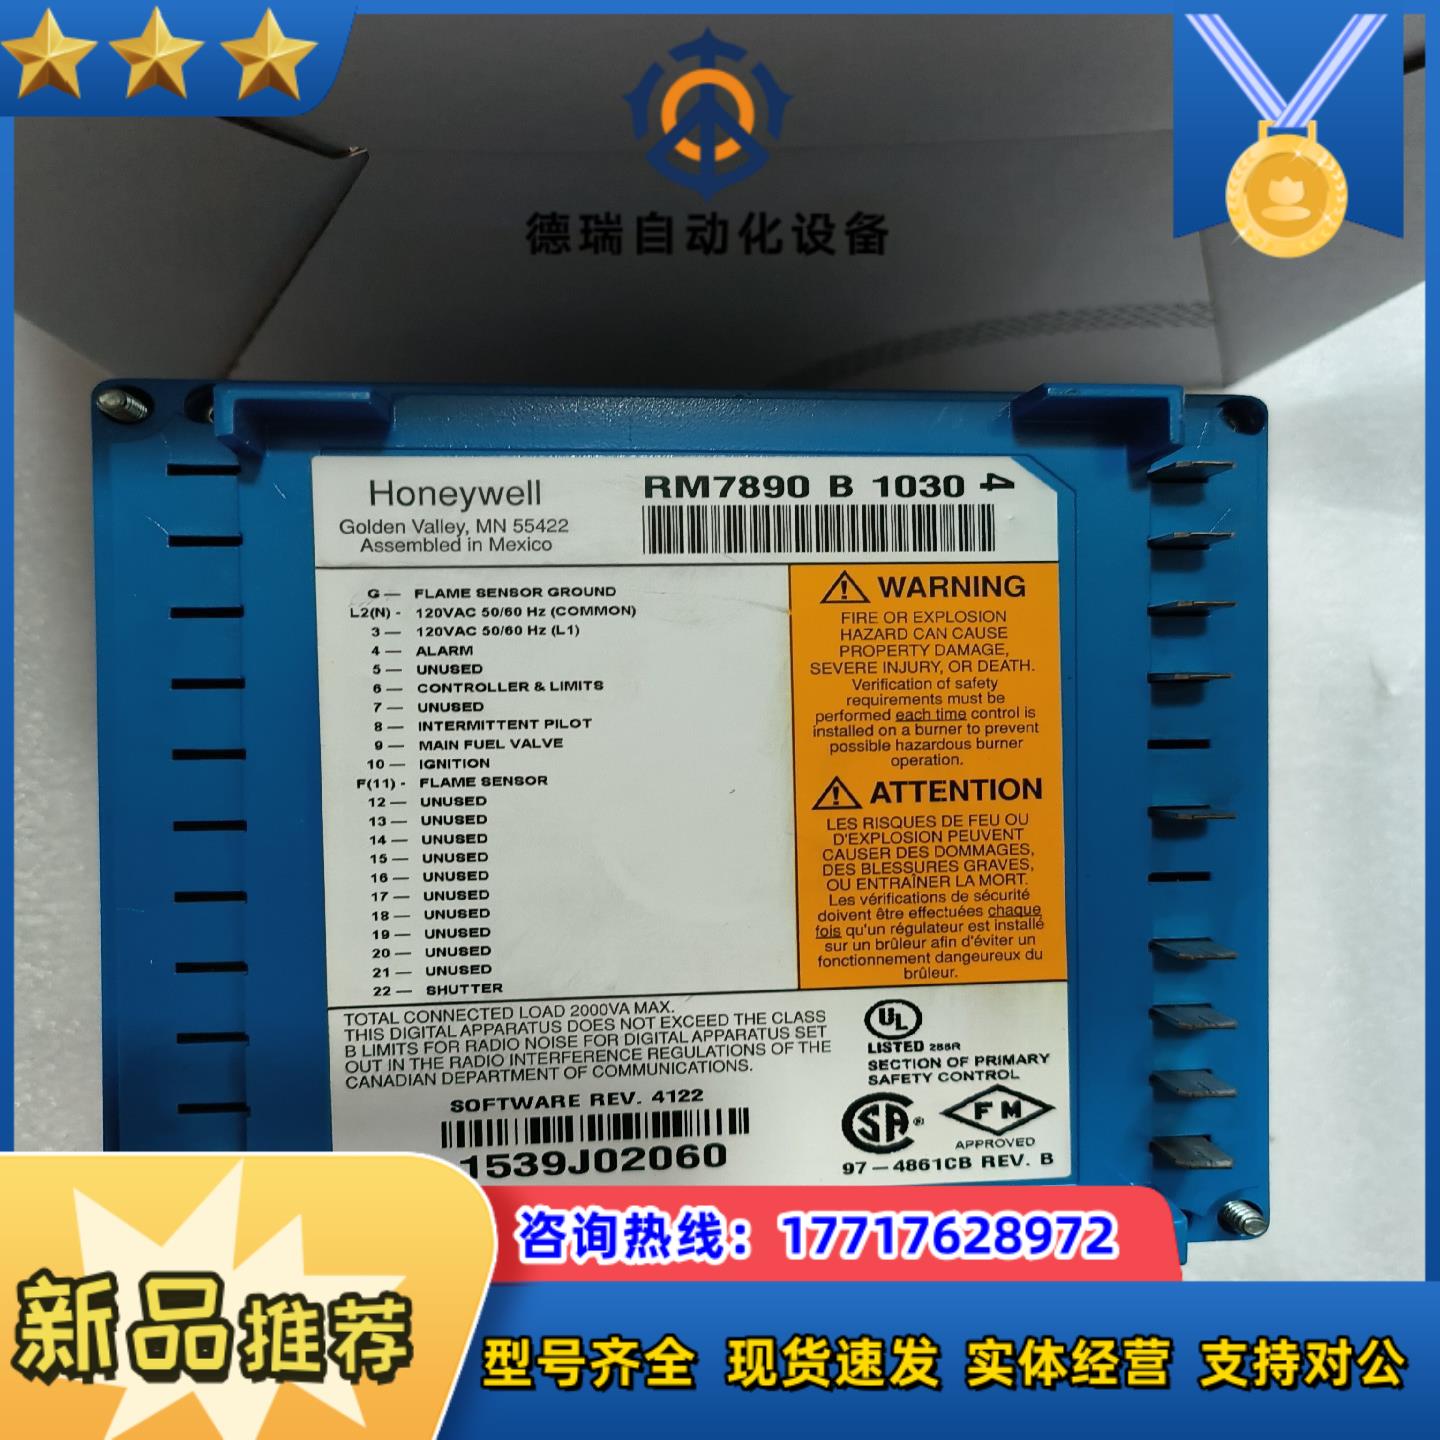 德瑞自动化设备
Honeywell
Golden Valley, MN 55422
Assembled in Mexico
RM7890 B 1030 4
G — FLAME SENSOR GROUND
L2(N) - 120VAC 50/60 Hz (COMMON)
3 — 120VAC 50/60 Hz (L1)
4 — ALARM
5 — UNUSED
6 — CONTROLLER & LIMITS
7 — UNUSED
8 — INTERMITTENT PILOT
9 — MAIN FUEL VALVE
10 — IGNITION
F(11) - FLAME SENSOR
12 — UNUSED
13 — UNUSED
14 — UNUSED
15 — UNUSED
16 — UNUSED
17 — UNUSED
18 — UNUSED
19 — UNUSED
20 — UNUSED
21 — UNUSED
22 — SHUTTER
WARNING
FIRE OR EXPLOSION
HAZARD CAN CAUSE
PROPERTY DAMAGE,
SEVERE INJURY, OR DEATH.
Verification of safety
requirements must be
performed each time control is
installed on a burner to prevent
possible hazardous burner
operation.
ATTENTION
LES RISQUES DE FEU OU
D'EXPLOSION PEUVENT
CAUSER DES DOMMAGES,
DES BLESSURES GRAVES,
OU ENTRAÎNER LA MORT.
Les vérifications de sécurité
doivent être effectuées chaque
fois qu'un régulateur est installé
sur un brûleur afin d'éviter un
fonctionnement dangeureux du
brûleur.
TOTAL CONNECTED LOAD 2000VA MAX.
THIS DIGITAL APPARATUS DOES NOT EXCEED THE CLASS
B LIMITS FOR RADIO NOISE FOR DIGITAL APPARATUS SET
OUT IN THE RADIO INTERFERENCE REGULATIONS OF THE
CANADIAN DEPARTMENT OF COMMUNICATIONS.
SOFTWARE REV. 4122
1539J02060
UL
LISTED 288R
SECTION OF PRIMARY
SAFETY CONTROL
SA ®
FM
APPROVED
97-4861CB REV. B
咨询热线：17717628972
新品推荐
型号齐全 现货速发 实体经营 支持对公